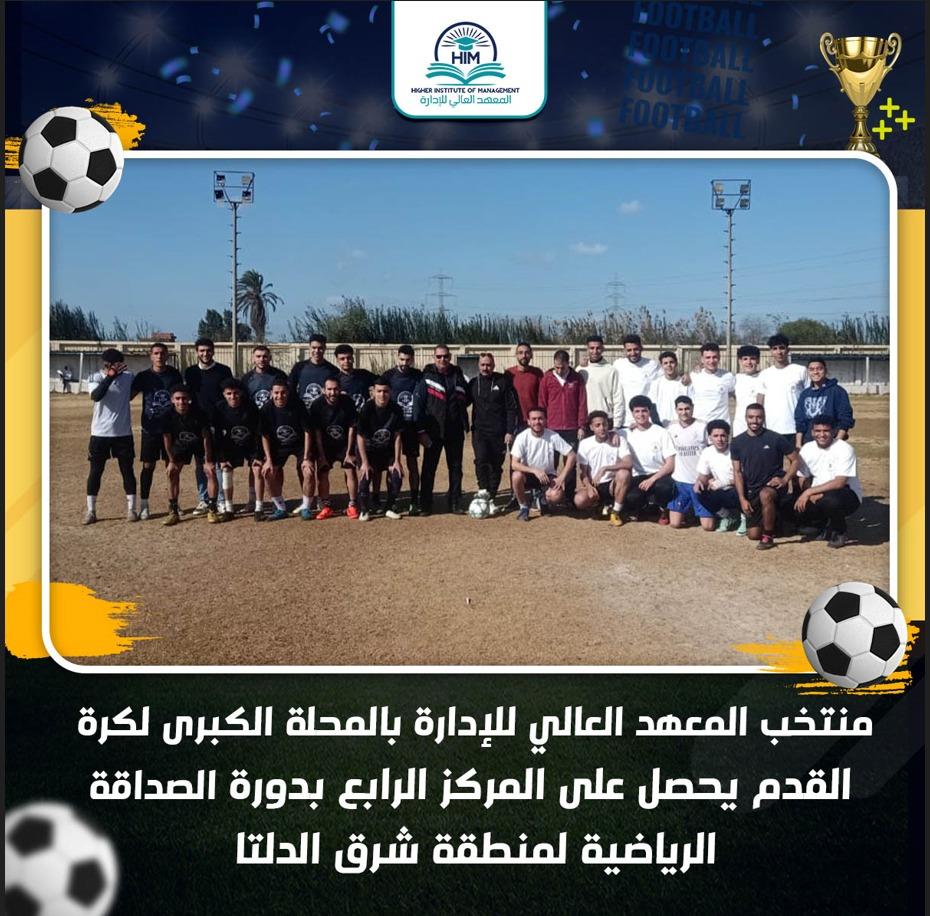 HIM
HIGHER INSTITUTE OF MANAGEMENT
المعهد العالي للإدارة
FOOTBALL
FOOTBALL
FOOTBALL
FOOTBALL
منتخب المعهد العالي للإدارة بالمحلة الكبرى لكرة
القدم يحصل على المركز الرابع بدورة الصداقة
الرياضية لمنطقة شرق الدلتا